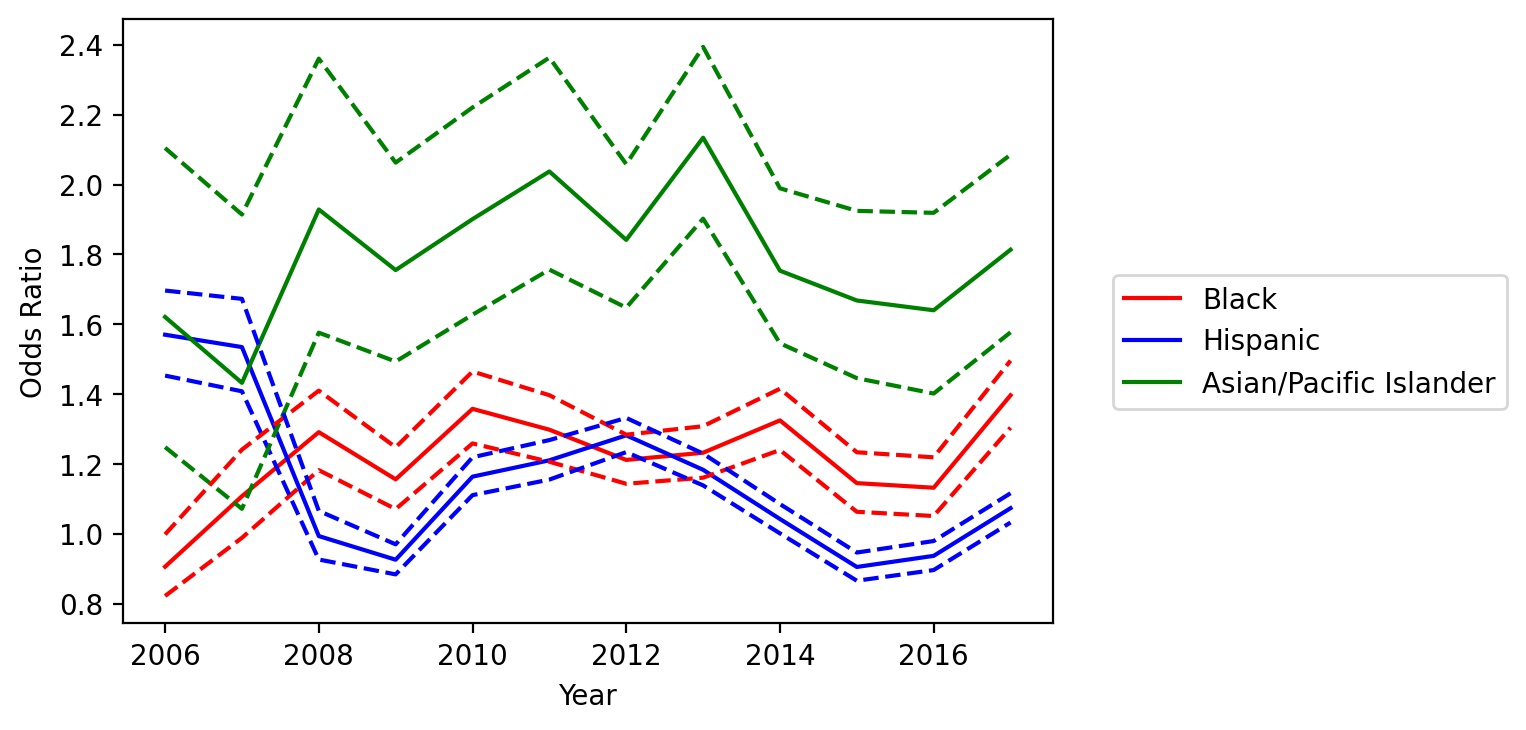 2.4
2.2
2.0
1.8
1.6
1.4
1.2
1.0
0.8
Odds Ratio
2006 2008 2010 2012 2014 2016
Year
Black
Hispanic
Asian/Pacific Islander